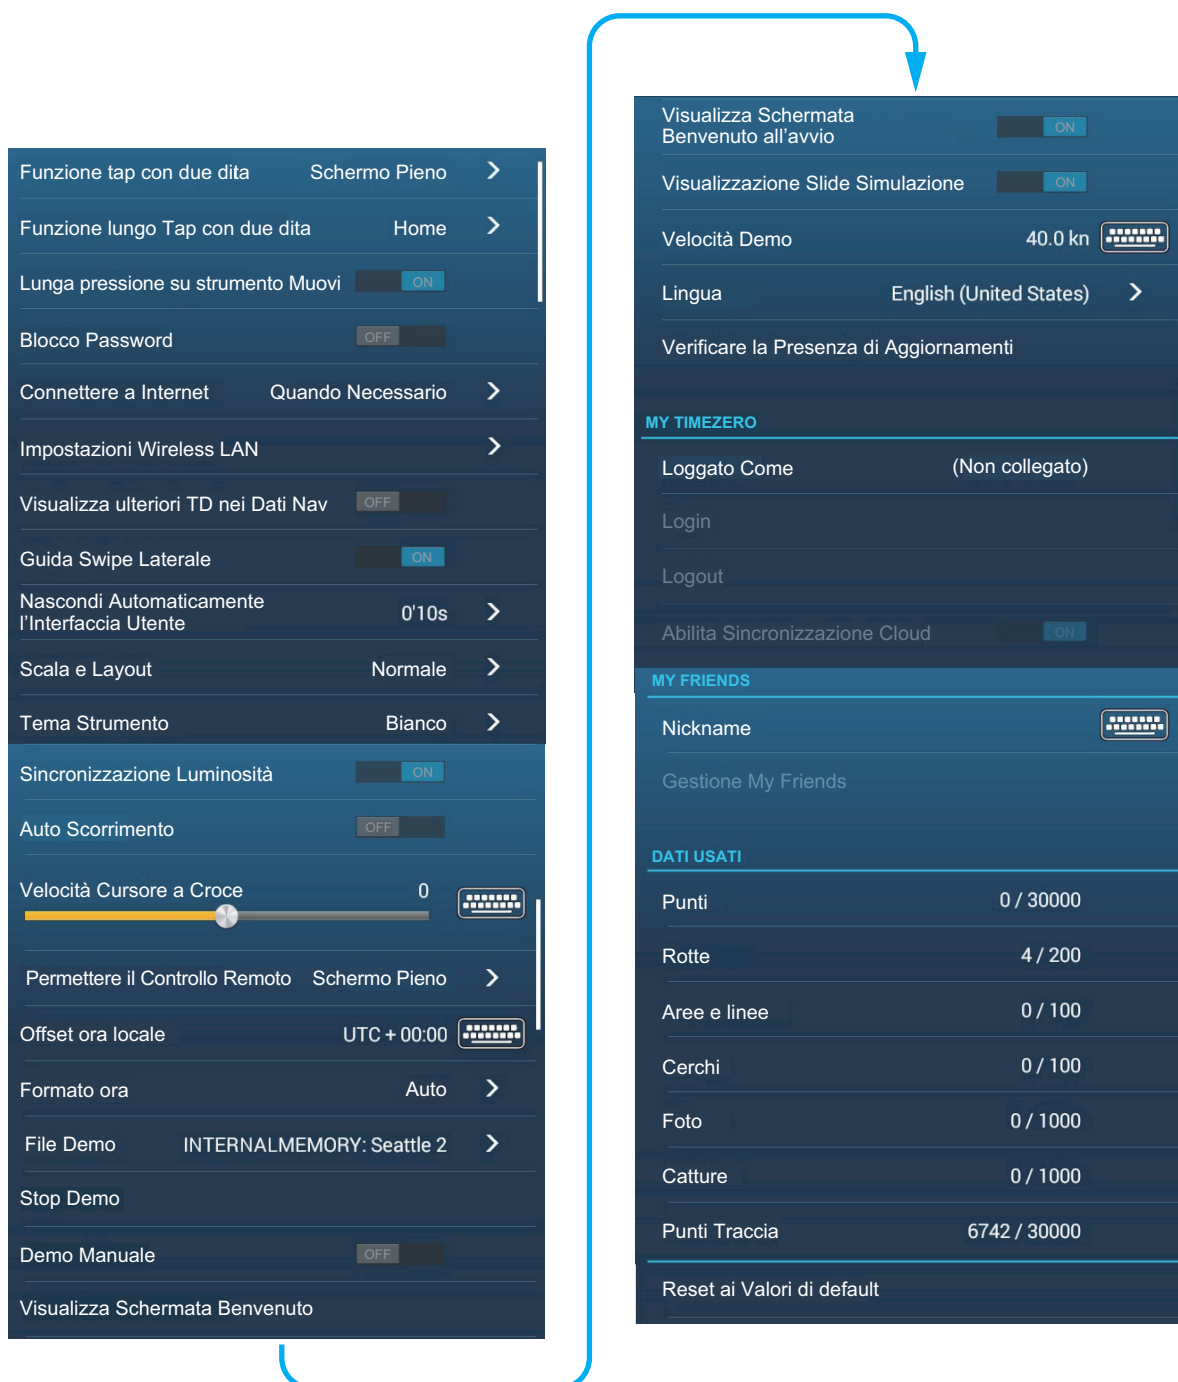 Funzione tap con due dita Schermo Pieno
Funzione lungo Tap con due dita Home
Lunga pressione su strumento Muovi ON
Blocco Password OFF
Connettere a Internet Quando Necessario
Impostazioni Wireless LAN
Visualizza ulteriori TD nei Dati Nav OFF
Guida Swipe Laterale ON
Nascondi Automaticamente
l'Interfaccia Utente 0'10s
Scala e Layout Normale
Tema Strumento Bianco
Sincronizzazione Luminosità ON
Auto Scorrimento OFF
Velocità Cursore a Croce 0
Permettere il Controllo Remoto Schermo Pieno
Offset ora locale UTC + 00:00
Formato ora Auto
File Demo INTERNALMEMORY: Seattle 2
Stop Demo
Demo Manuale OFF
Visualizza Schermata Benvenuto
Visualizza Schermata
Benvenuto all'avvio ON
Visualizzazione Slide Simulazione ON
Velocità Demo 40.0 kn
Lingua English (United States)
Verificare la Presenza di Aggiornamenti
MY TIMEZERO
Loggato Come (Non collegato)
Login
Logout
Abilita Sincronizzazione Cloud ON
MY FRIENDS
Nickname
Gestione My Friends
DATI USATI
Punti 0 / 30000
Rotte 4 / 200
Aree e linee 0 / 100
Cerchi 0 / 100
Foto 0 / 1000
Catture 0 / 1000
Punti Traccia 6742 / 30000
Reset ai Valori di default